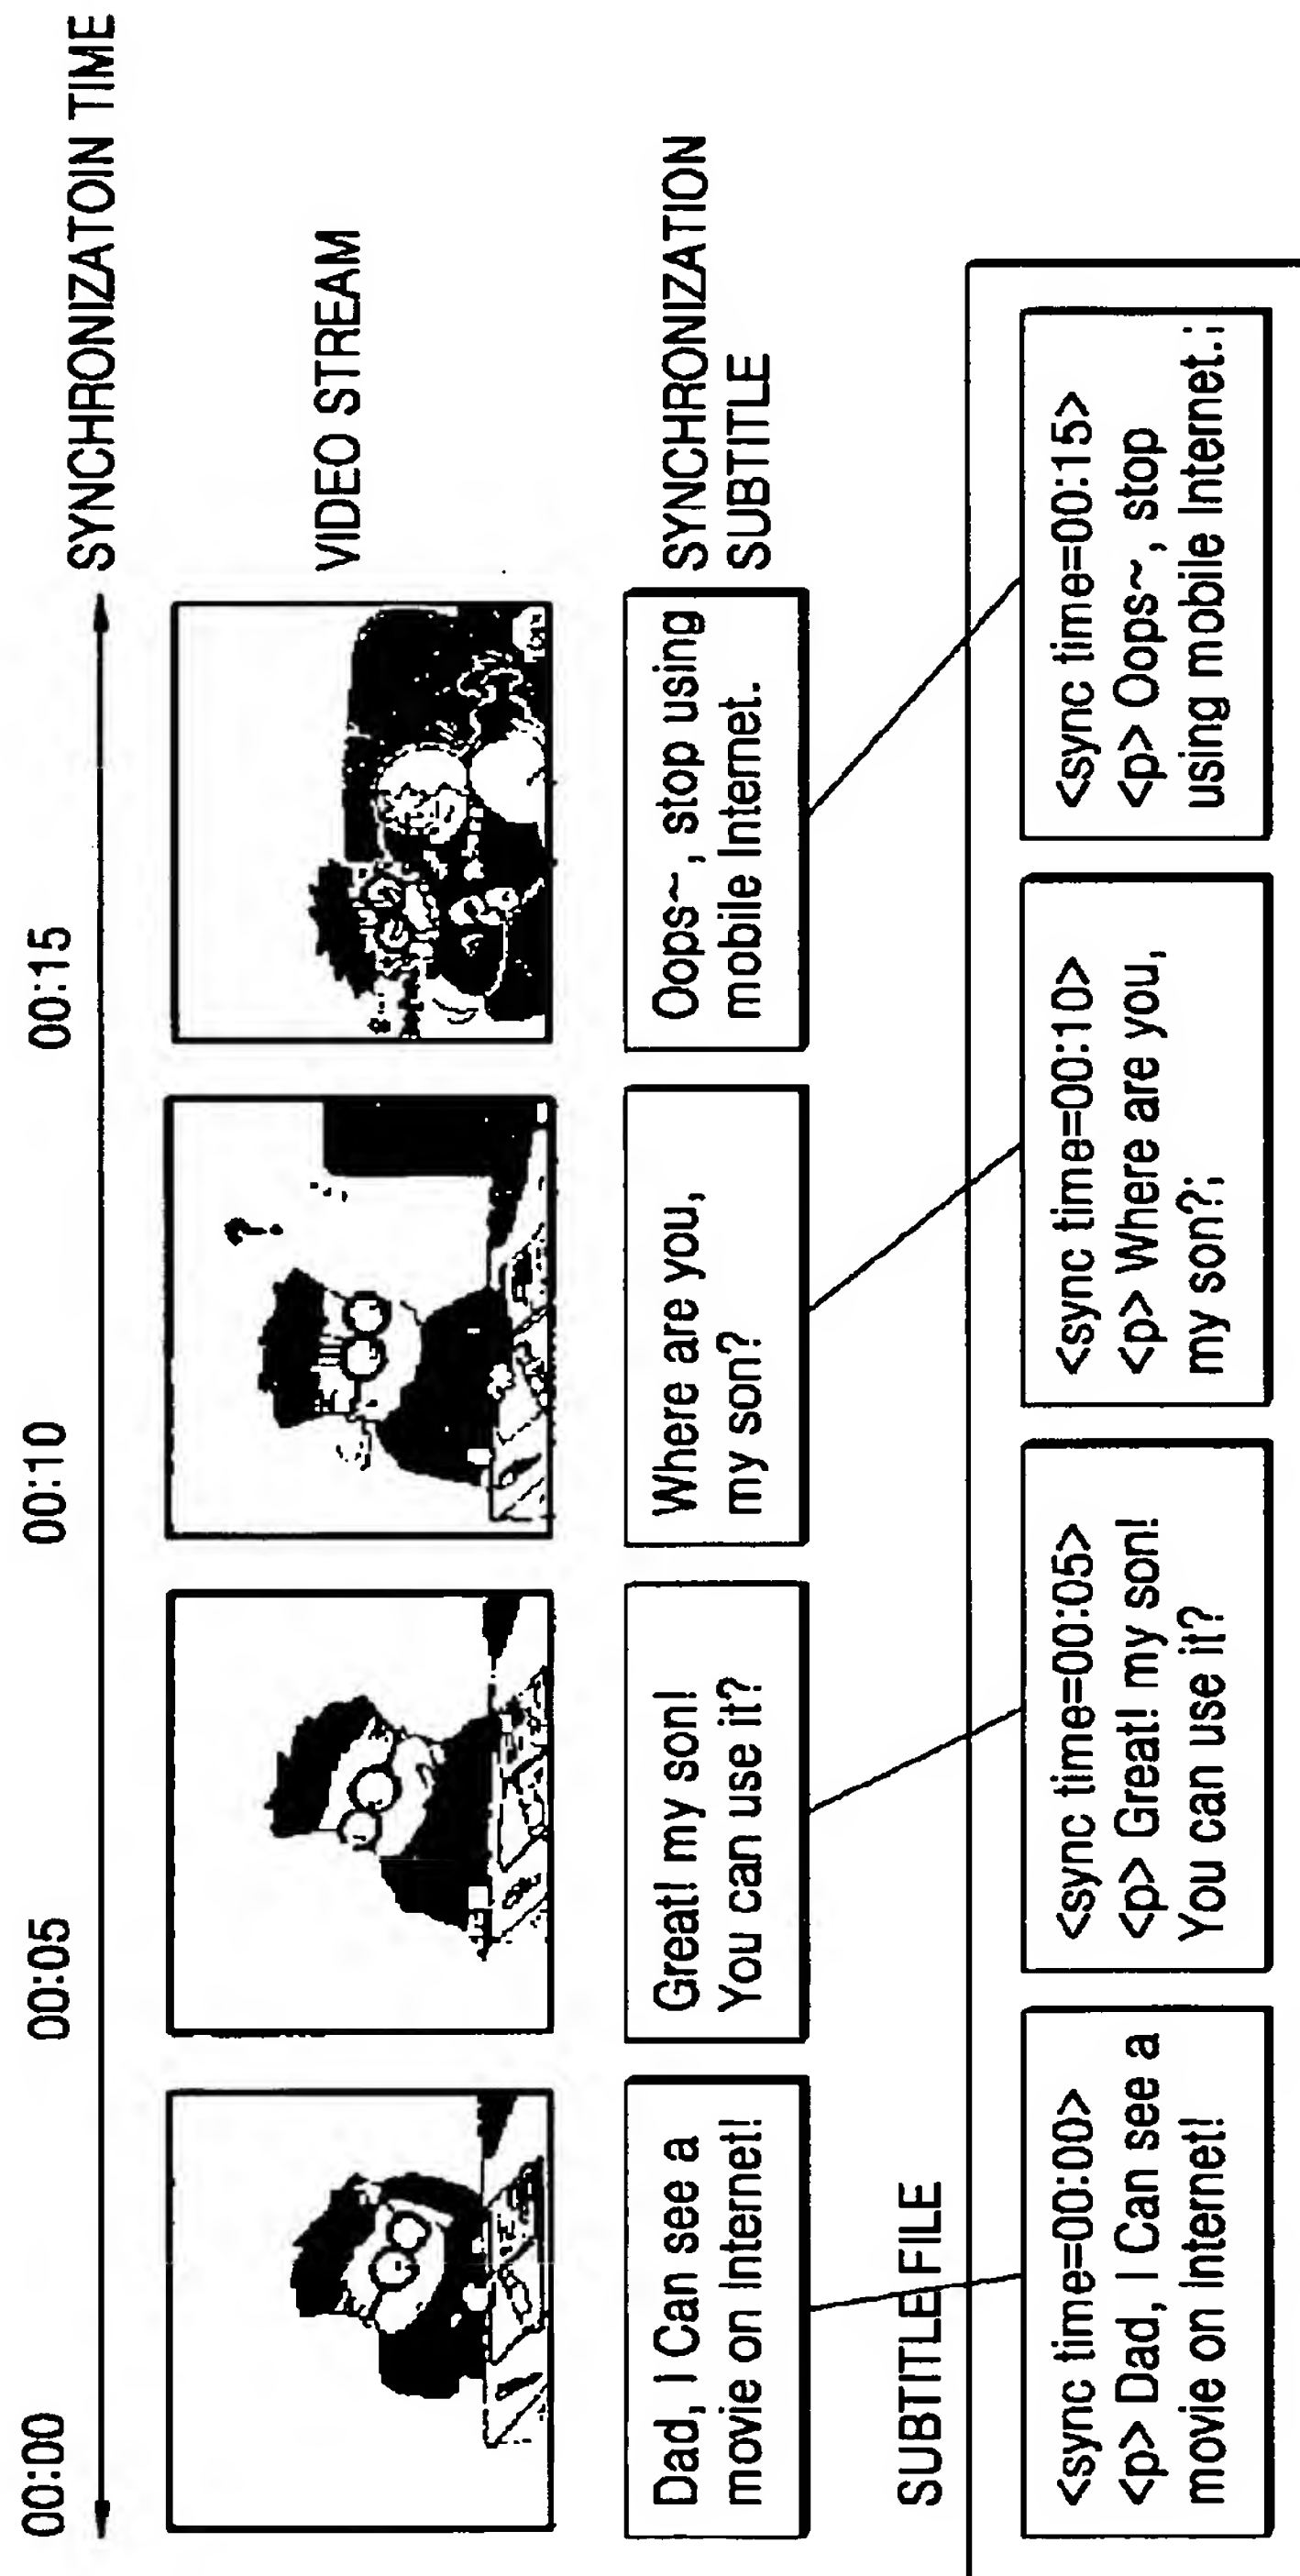 00:00
00:05
00:10
00:15
SYNCHRONIZATOIN TIME
?
VIDEO STREAM
Dad, I Can see a
movie on Internet!
Great! my son!
You can use it?
Where are you,
my son?
Oops~, stop using
mobile Internet.
SYNCHRONIZATION
SUBTITLE
SUBTITLE FILE
<sync time=00:00>
<p> Dad, I Can see a
movie on Internet!
<sync time=00:05>
<p> Great! my son!
You can use it?
<sync time=00:10>
<p> Where are you,
my son?;
<sync time=00:15>
<p> Oops~, stop
using mobile Internet.;